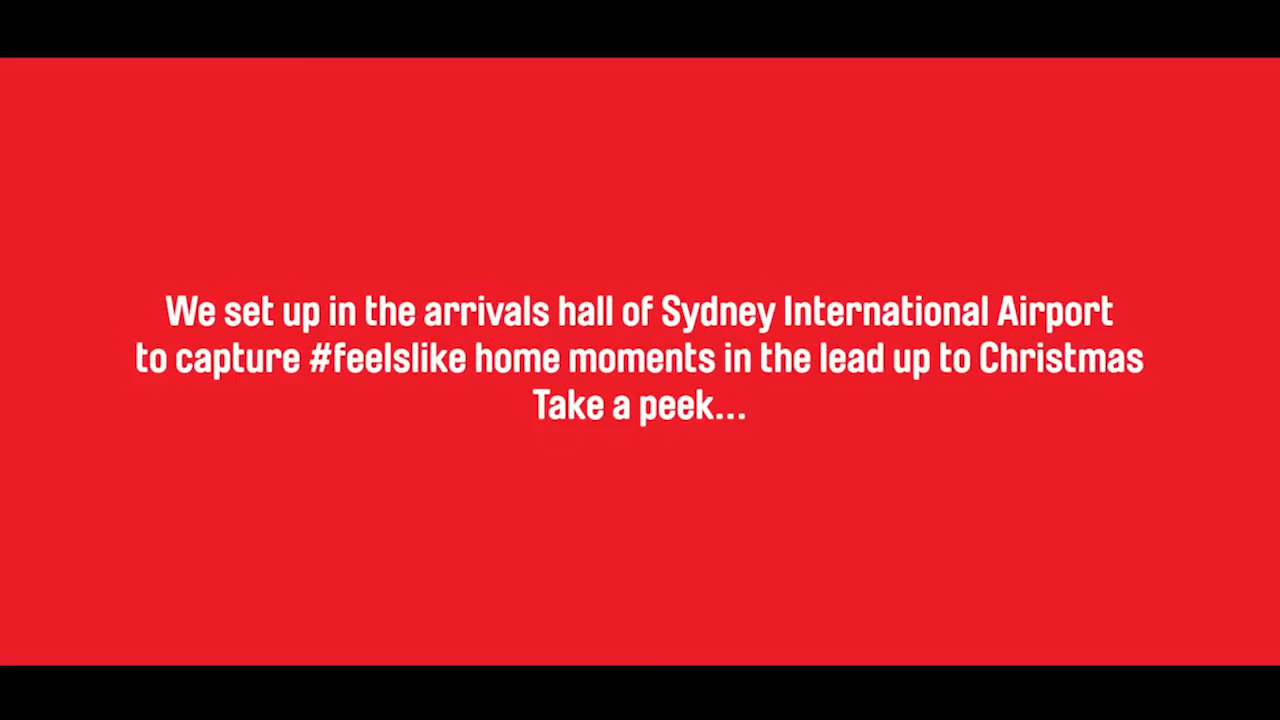 We set up in the arrivals hall of Sydney International Airport
to capture #feelslike home moments in the lead up to Christmas
Take a peek...